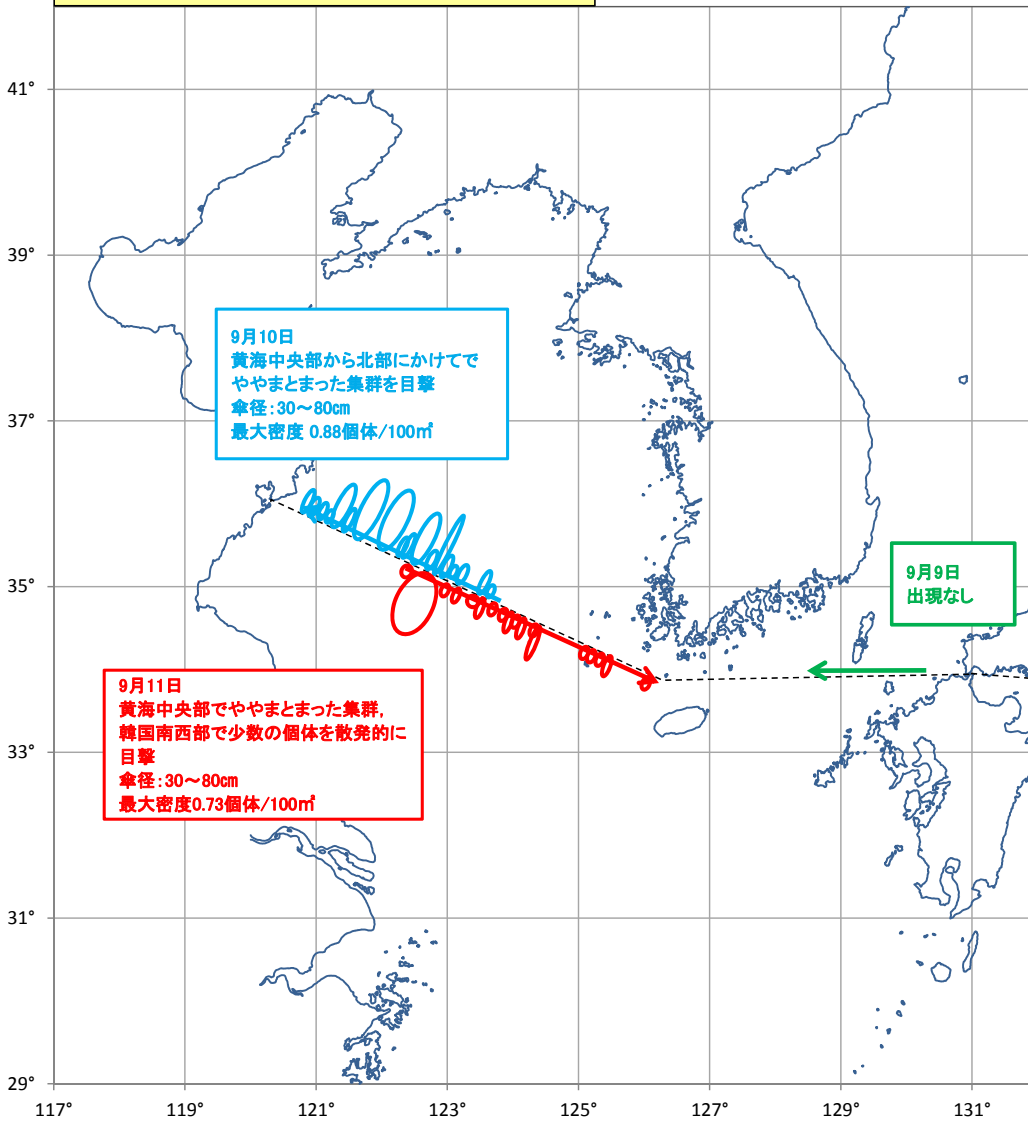 41°
39°
9月10日
黄海中央部から北部にかけてで
ややまとまった集群を目撃
傘径：30～80㎝
最大密度 0.88個体/100㎡
37°
35°
9月9日
出現なし
9月11日
黄海中央部でややまとまった集群，
韓国南西部で少数の個体を散発的に
目撃
傘径：30～80㎝
最大密度0.73個体/100㎡
33°
31°
29°
117° 119° 121° 123° 125° 127° 129° 131°